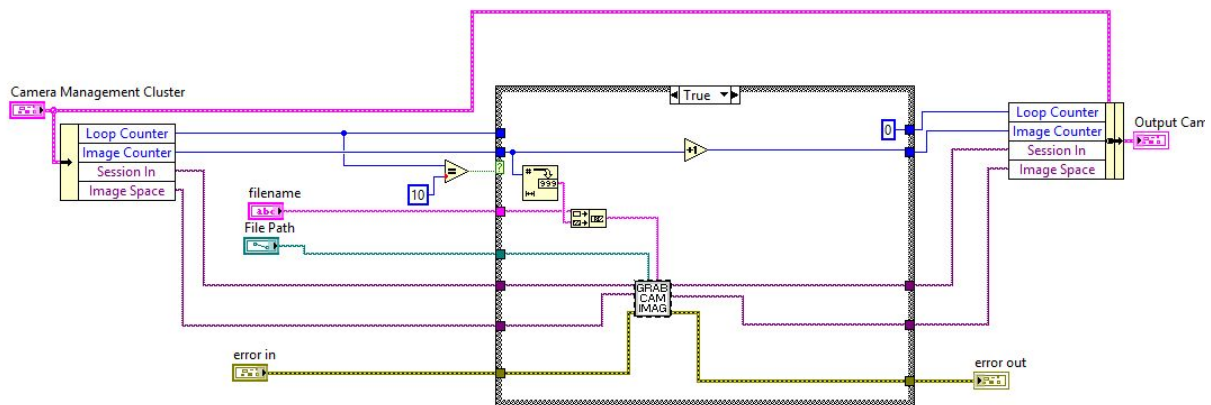 Camera Management Cluster
Loop Counter
Image Counter
Session In
Image Space
10
=
?
filename
abc
File Path
error in
True
#
999
+1
GRAB
CAM
IMAG
0
Loop Counter
Image Counter
Session In
Image Space
Output Cam
error out